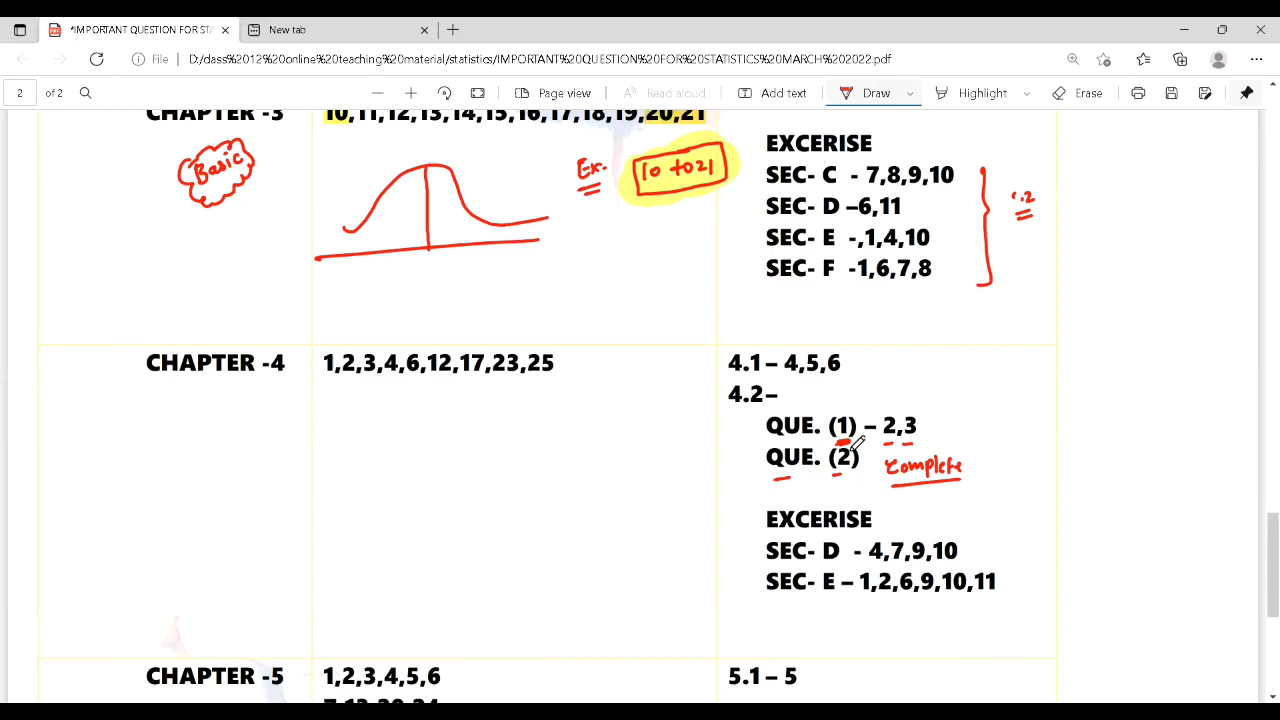 *IMPORTANT QUESTION FOR STA
New tab
File
D:/class%2012%20online%20teaching%20material/statistics/IMPORTANT%20QUESTION%20FOR%20STATISTICS%20MARCH%202022.pdf
2 of 2
Page view
Read aloud
Add text
Draw
Highlight
Erase
CHAPTER -3
10,11,12,13,14,15,16,17,18,19,20,21
Basic
Ex.
10 to 21
EXCERISE
SEC- C - 7,8,9,10
SEC- D –6,11
SEC- E -,1,4,10
SEC- F -1,6,7,8
CHAPTER -4
1,2,3,4,6,12,17,23,25
4.1 – 4,5,6
4.2–
QUE. (1) – 2,3
QUE. (2)
Complete
EXCERISE
SEC- D - 4,7,9,10
SEC- E – 1,2,6,9,10,11
CHAPTER -5
1,2,3,4,5,6
5.1 – 5